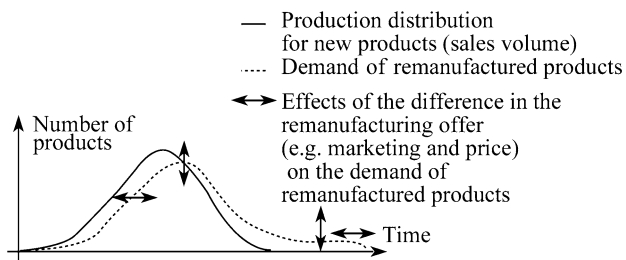 Production distribution
for new products (sales volume)
Demand of remanufactured products
Effects of the difference in the
remanufacturing offer
(e.g. marketing and price)
on the demand of
remanufactured products
Number of
products
Time